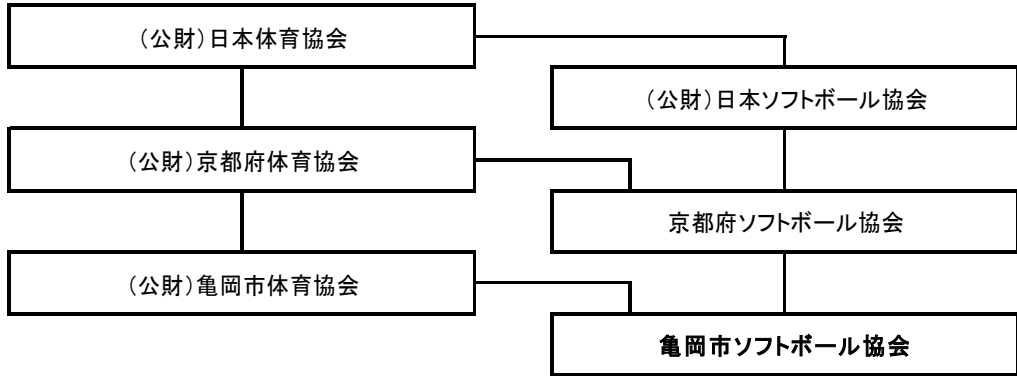 （公財）日本体育協会
（公財）日本ソフトボール協会
（公財）京都府体育協会
京都府ソフトボール協会
（公財）亀岡市体育協会
亀岡市ソフトボール協会